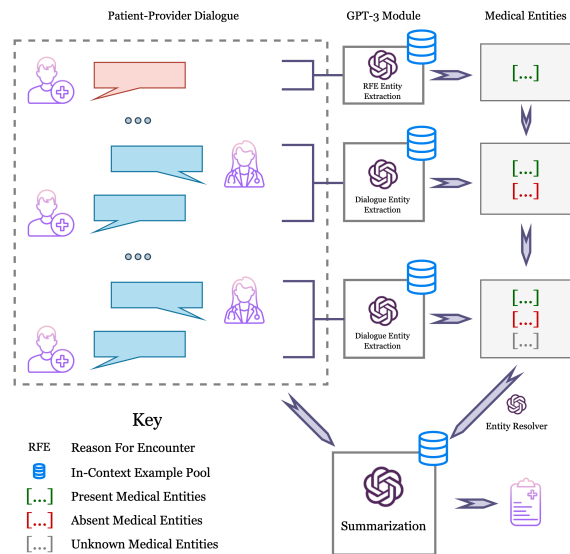 Patient-Provider Dialogue
GPT-3 Module
Medical Entities
RFE Entity
Extraction
[...]
Dialogue Entity
Extraction
[...]
[...]
Dialogue Entity
Extraction
[...]
[...]
[...]
Entity Resolver
Summarization
Key
RFE Reason For Encounter
In-Context Example Pool
[...] Present Medical Entities
[...] Absent Medical Entities
[...] Unknown Medical Entities